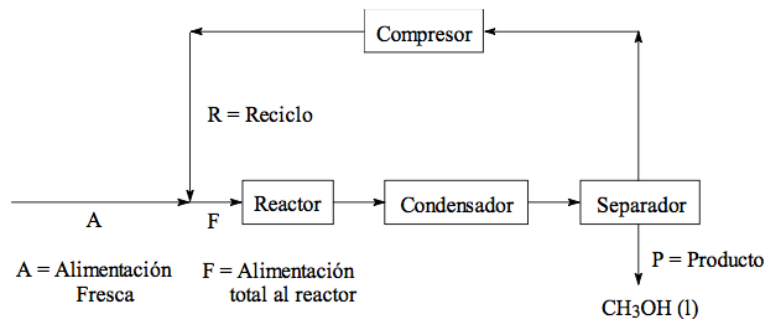 Compresor
R = Reciclo
Reactor
Condensador
Separador
A
F
A = Alimentación
Fresca
F = Alimentación
total al reactor
P = Producto
CH₃OH (l)